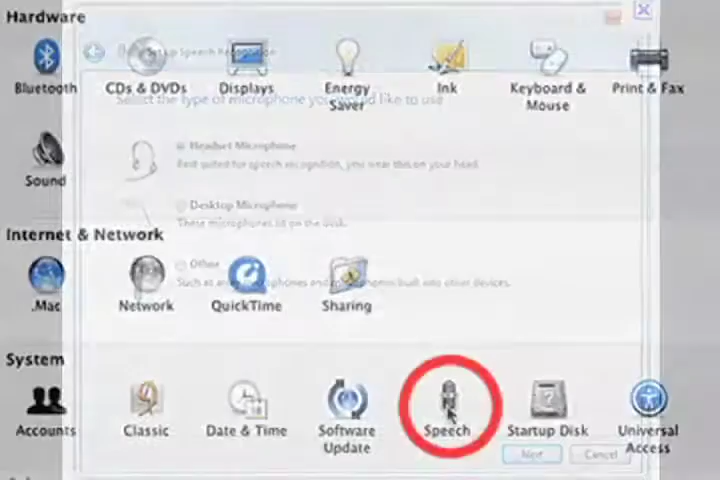 Hardware
Set up Speech Recognition
Bluetooth
CDs & DVDs
Displays
Energy Saver
Ink
Keyboard & Mouse
Print & Fax
Select the type of microphone you would like to use
Headset Microphone
Best suited for speech recognition, you wear this on your head.
Sound
Desktop Microphone
These microphones sit on the desk.
Internet & Network
Other
Such as array microphones and microphones built into other devices.
.Mac
Network
QuickTime
Sharing
System
Accounts
Classic
Date & Time
Software Update
Speech
Startup Disk
Universal Access
Next
Cancel